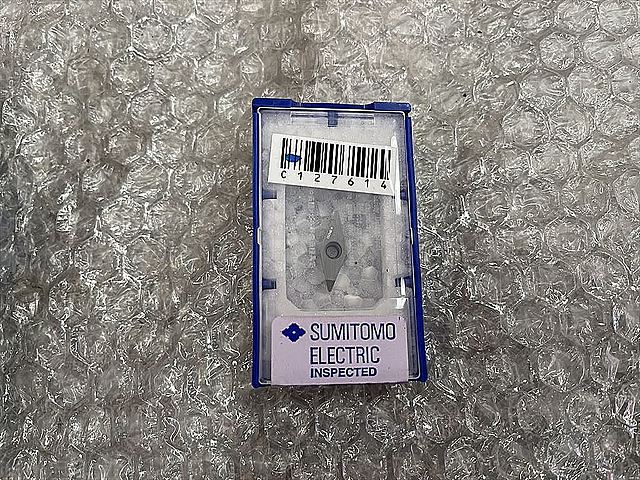 C127614
SUMITOMO
ELECTRIC
INSPECTED